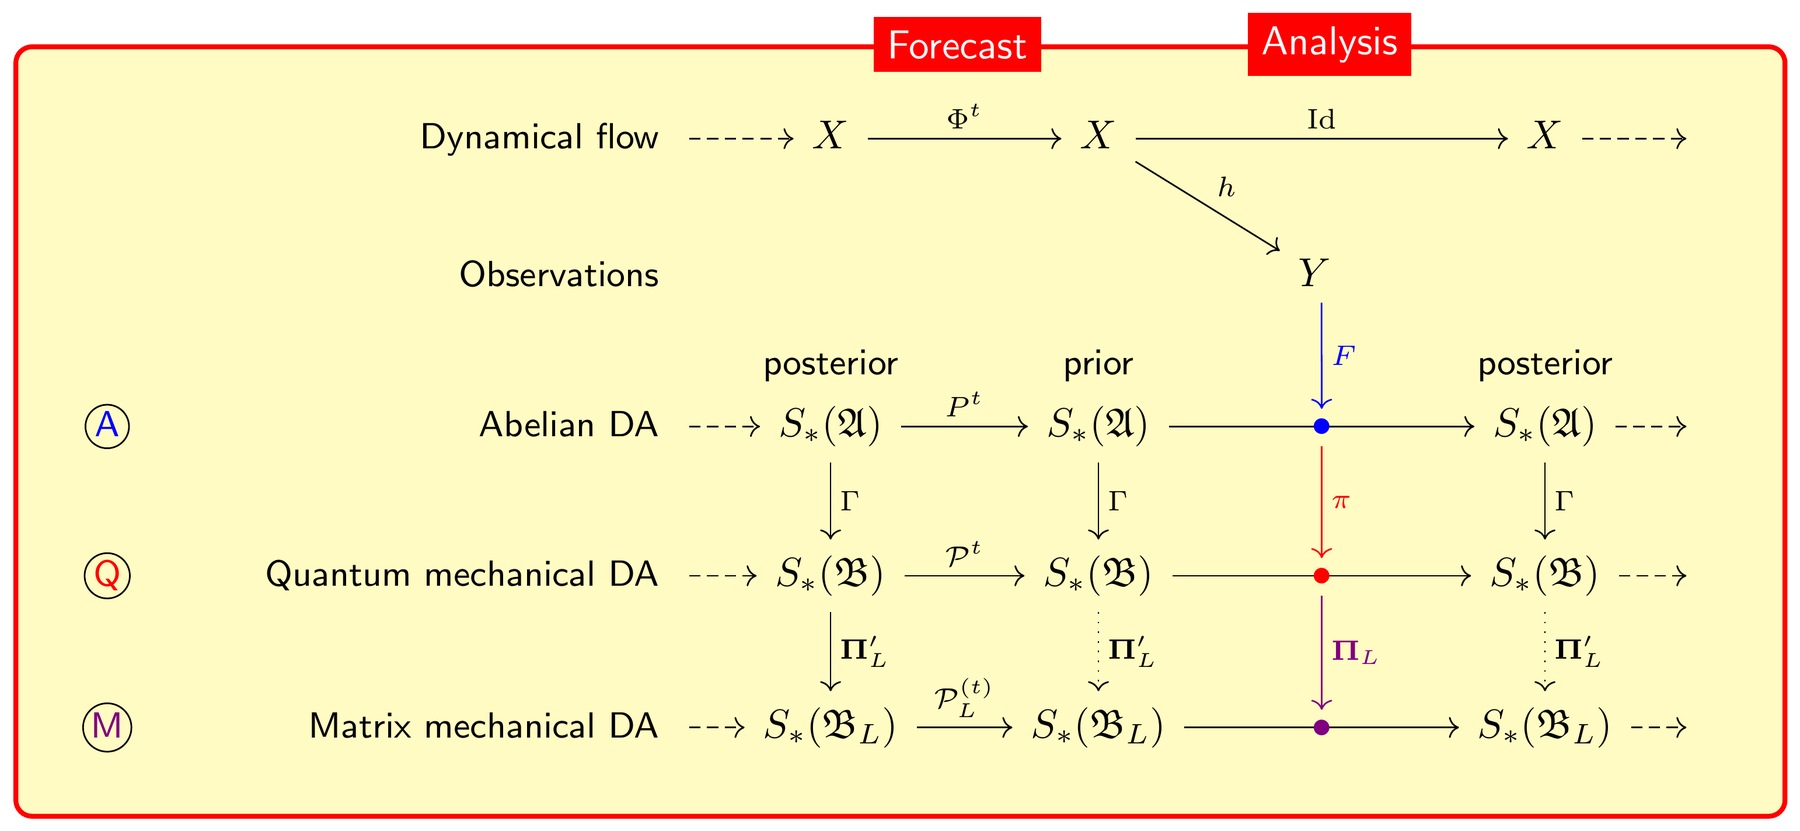 Forecast Analysis
Dynamical flow X Φ^t X Id X
h
Observations Y
F
posterior prior posterior
A Abelian DA S_*(𝔄) P^t S_*(𝔄) S_*(𝔄)
Γ Γ π Γ
Q Quantum mechanical DA S_*(𝔅) 𝒫^t S_*(𝔅) S_*(𝔅)
Π′_L Π′_L Π_L Π′_L
M Matrix mechanical DA S_*(𝔅_L) 𝒫_L^(t) S_*(𝔅_L) S_*(𝔅_L)